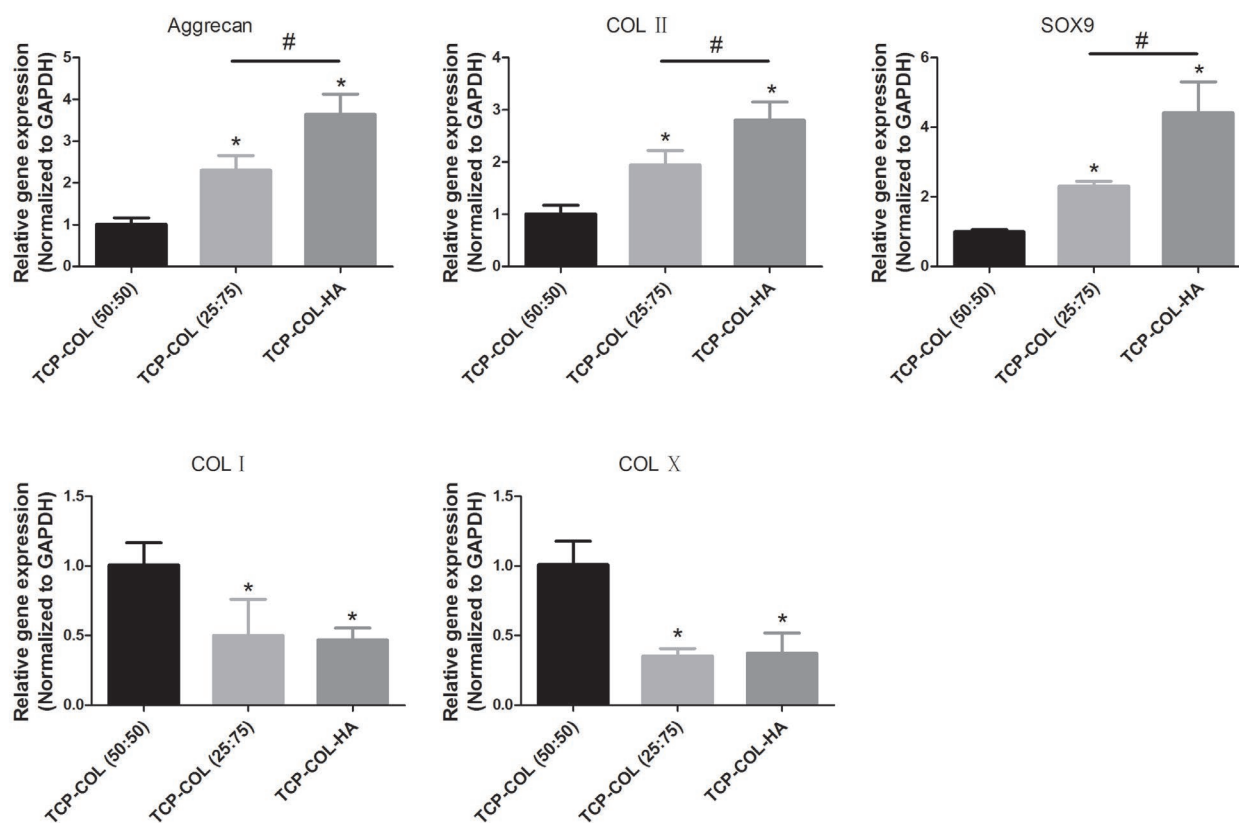 Aggrecan
Relative gene expression
(Normalized to GAPDH)
5
4
3
2
1
0
#
*
*
TCP-COL (50:50)
TCP-COL (25:75)
TCP-COL-HA
COL Ⅱ
Relative gene expression
(Normalized to GAPDH)
4
3
2
1
0
#
*
*
TCP-COL (50:50)
TCP-COL (25:75)
TCP-COL-HA
SOX9
Relative gene expression
(Normalized to GAPDH)
6
4
2
0
#
*
*
TCP-COL (50:50)
TCP-COL (25:75)
TCP-COL-HA
COL Ⅰ
Relative gene expression
(Normalized to GAPDH)
1.5
1.0
0.5
0.0
*
*
TCP-COL (50:50)
TCP-COL (25:75)
TCP-COL-HA
COL Ⅹ
Relative gene expression
(Normalized to GAPDH)
1.5
1.0
0.5
0.0
*
*
TCP-COL (50:50)
TCP-COL (25:75)
TCP-COL-HA